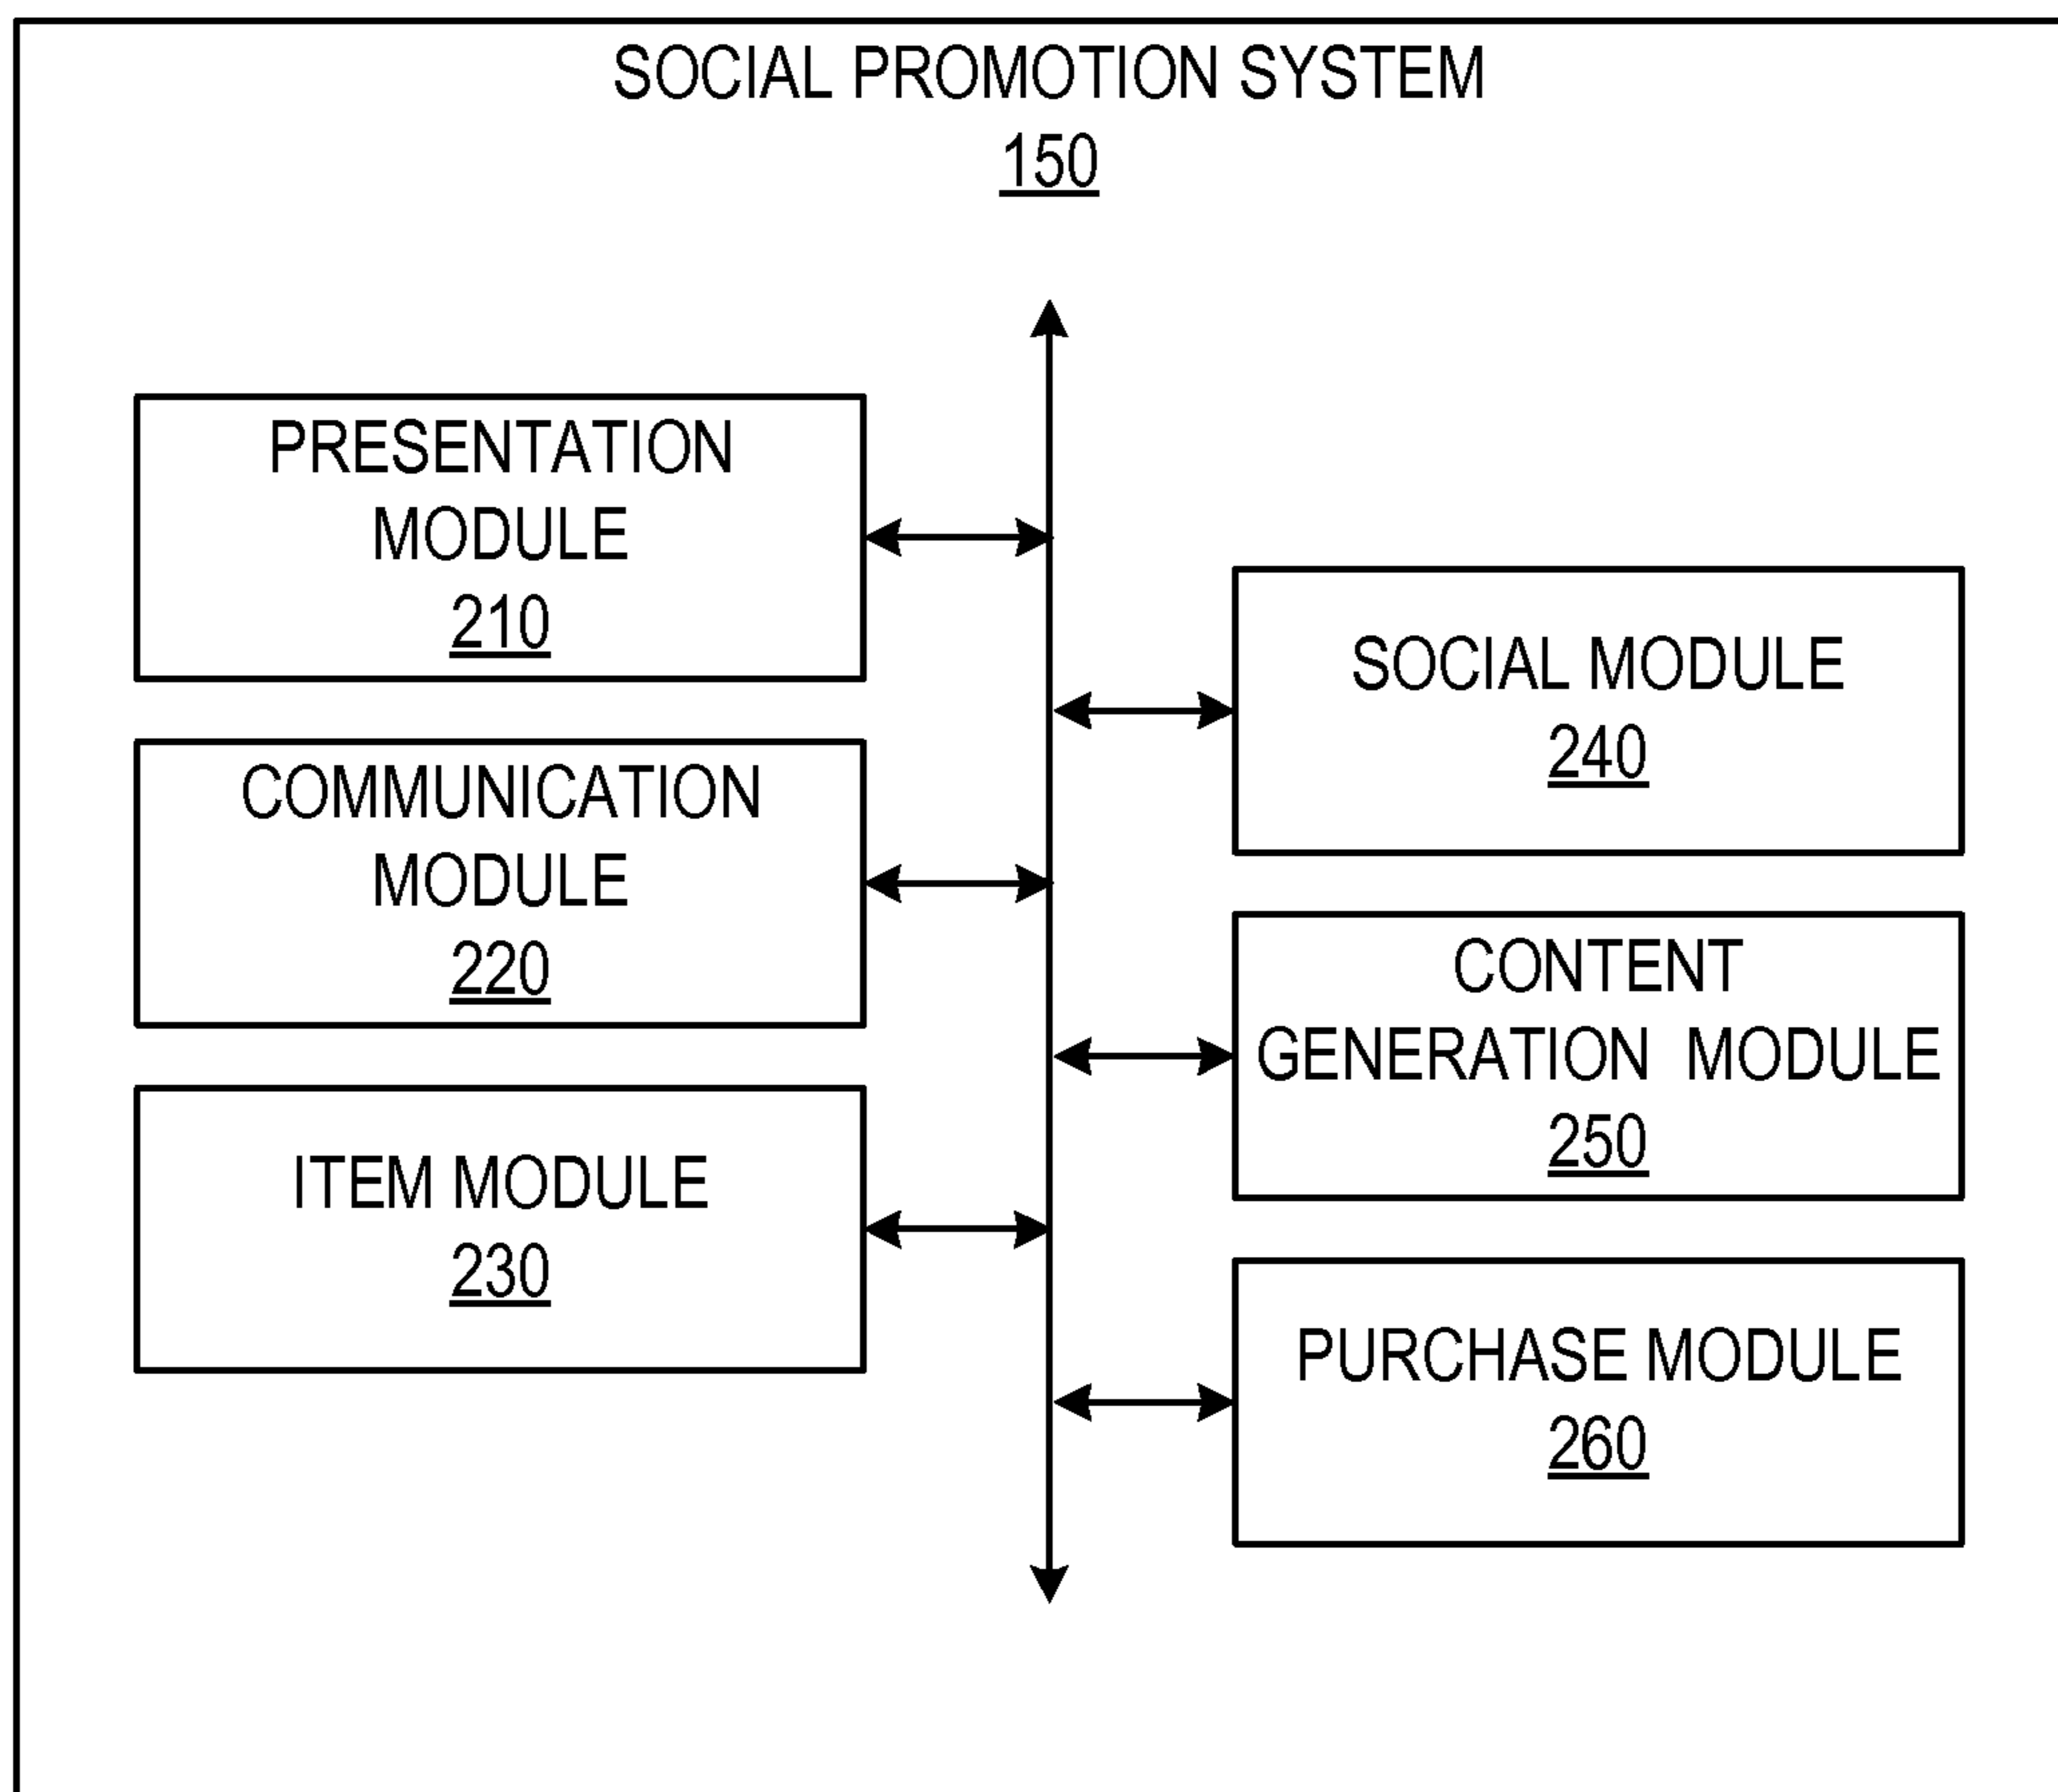 SOCIAL PROMOTION SYSTEM
150
PRESENTATION
MODULE
210
COMMUNICATION
MODULE
220
ITEM MODULE
230
SOCIAL MODULE
240
CONTENT
GENERATION MODULE
250
PURCHASE MODULE
260